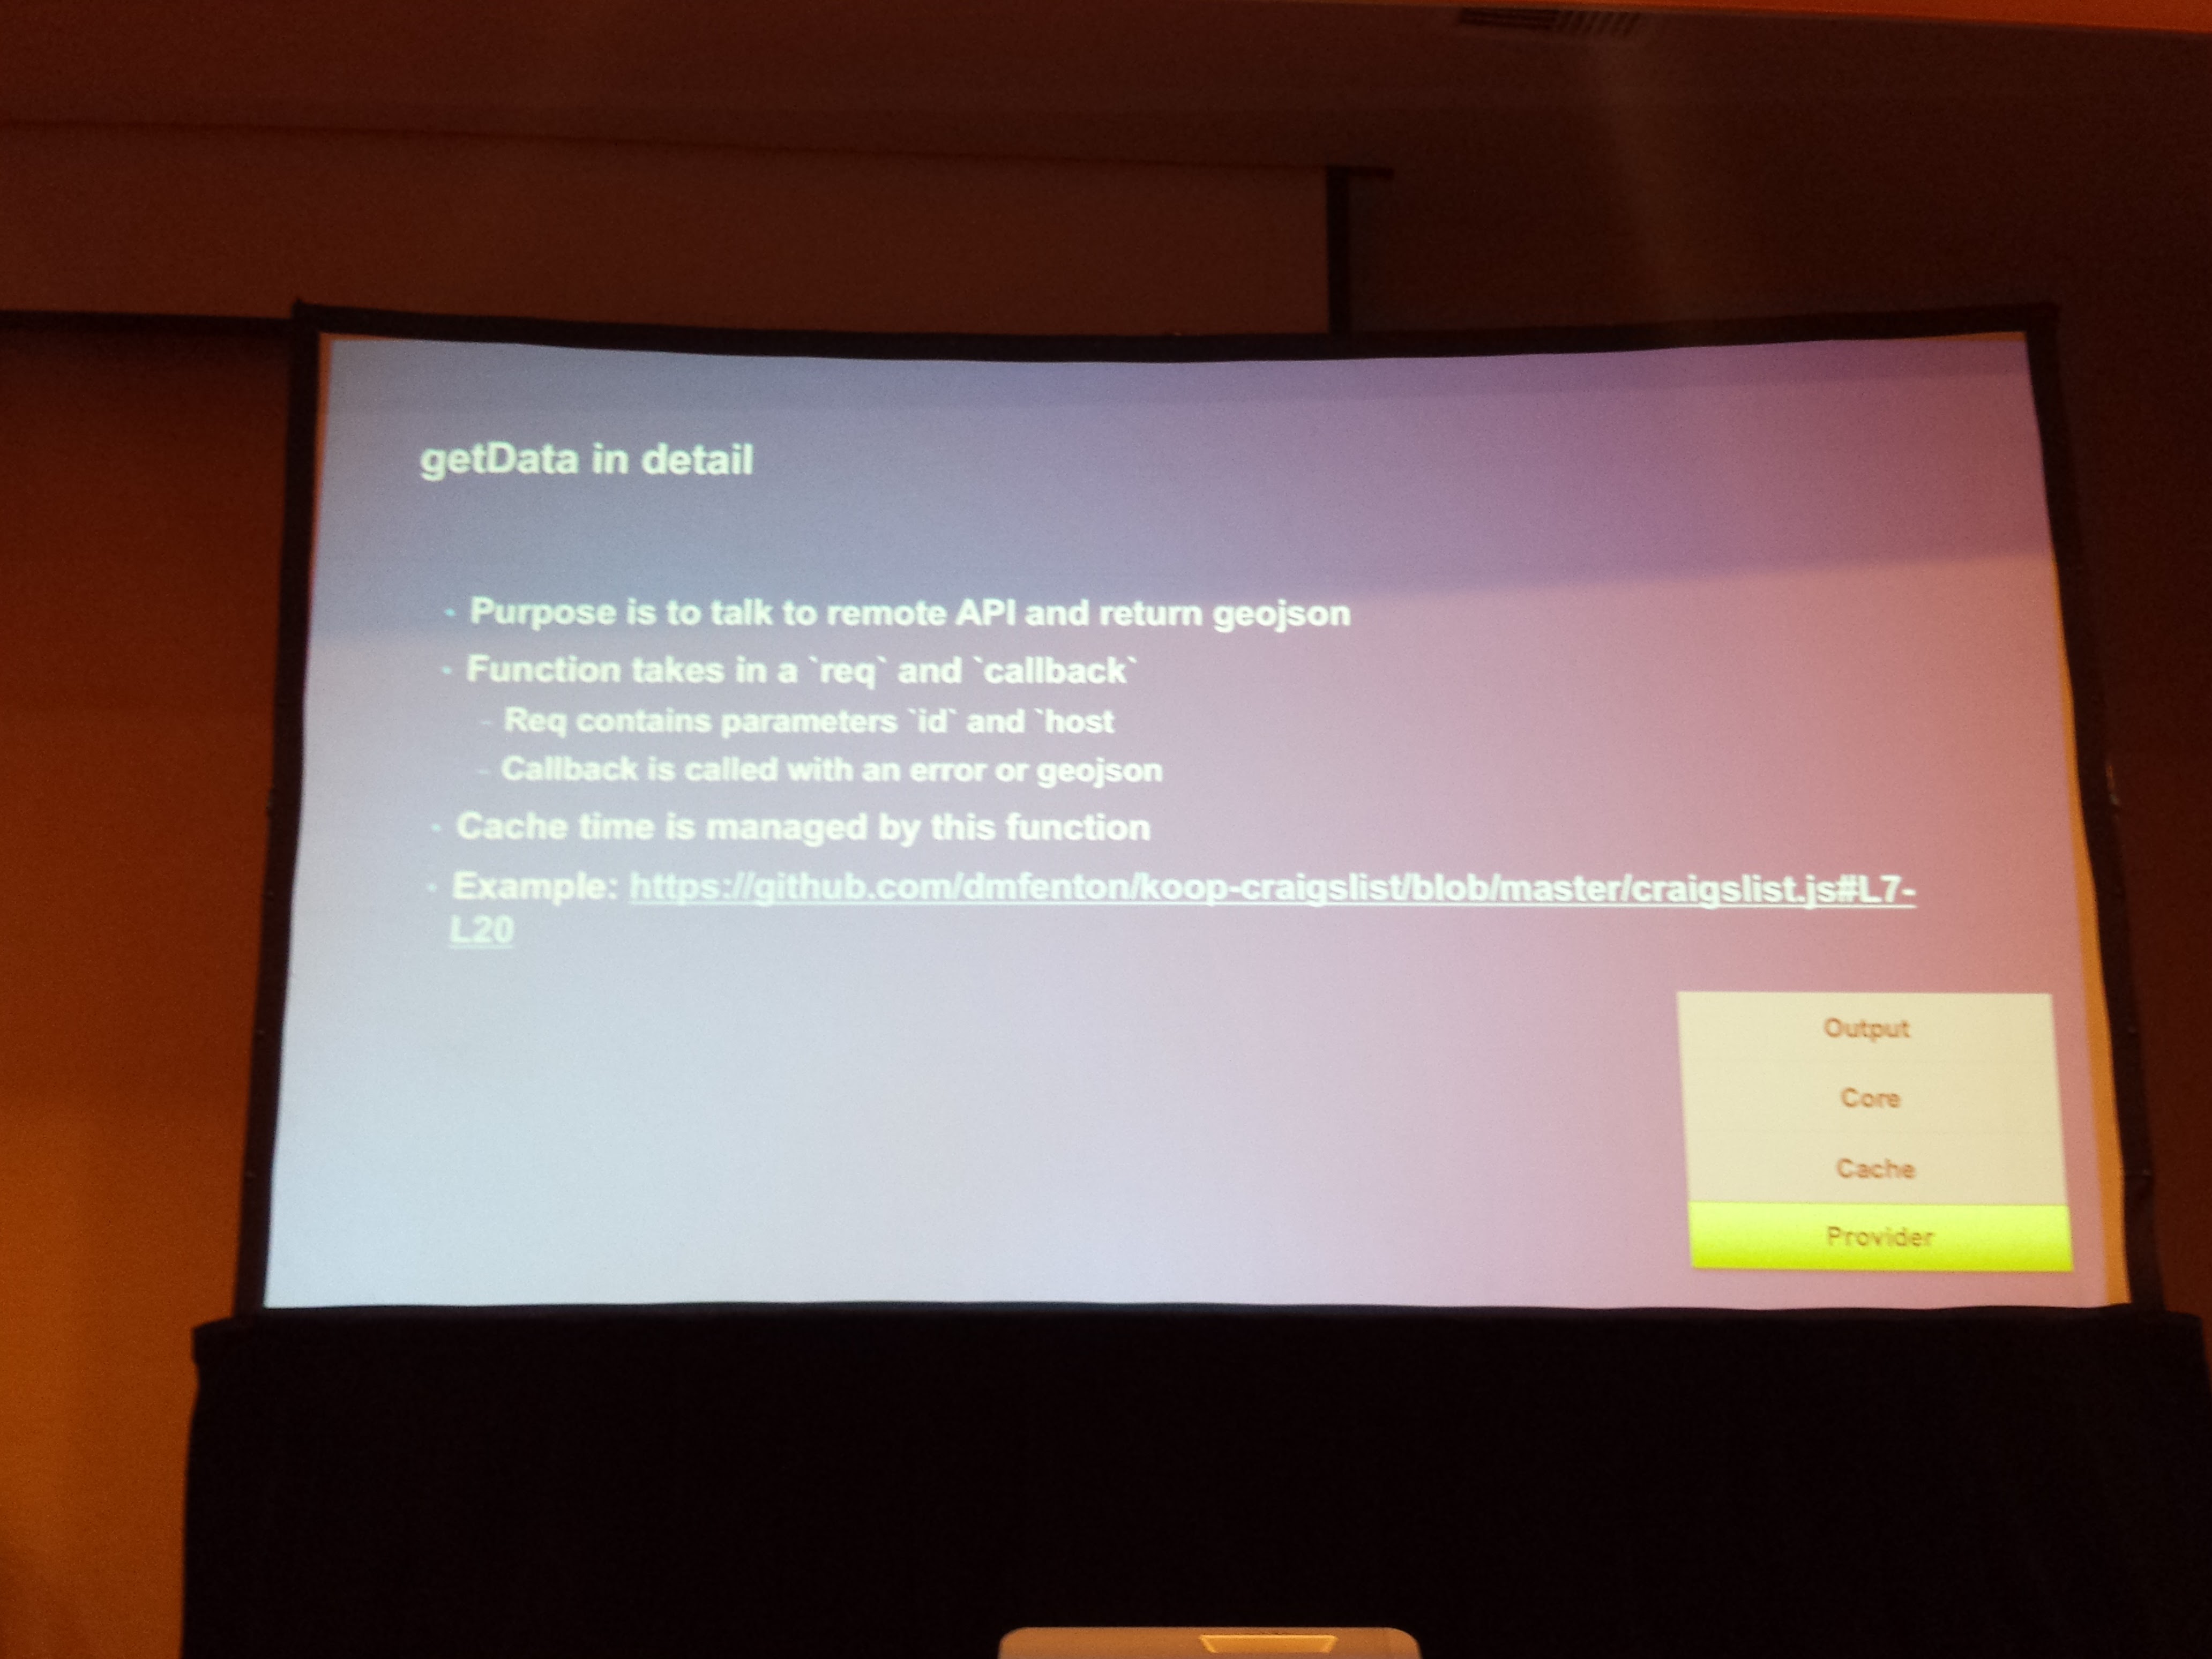 getData in detail
• Purpose is to talk to remote API and return geojson
• Function takes in a `req` and `callback`
- Req contains parameters `id` and `host
- Callback is called with an error or geojson
• Cache time is managed by this function
• Example: https://github.com/dmfenton/koop-craigslist/blob/master/craigslist.js#L7-
L20
Output
Core
Cache
Provider